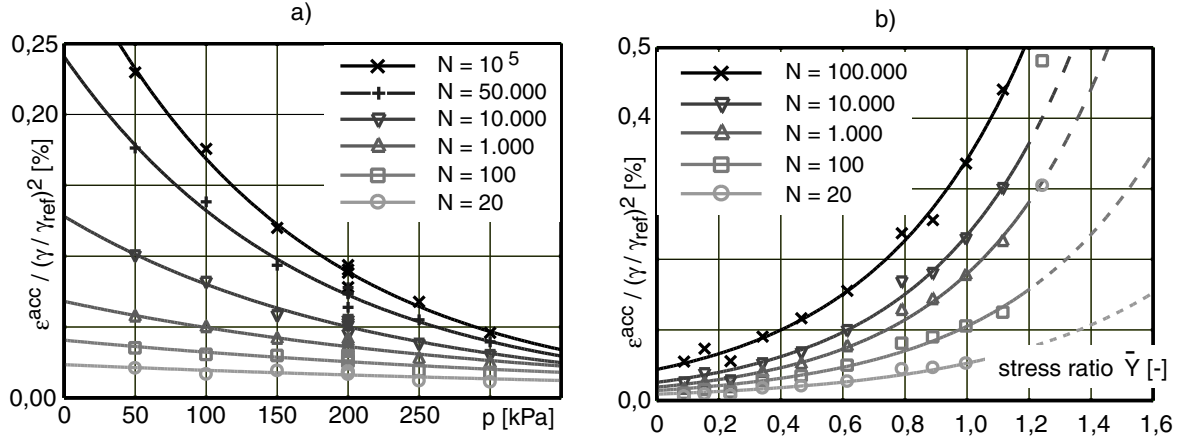 a)
ε^acc / (γ / γ_ref)^2 [%]
0,25
0,20
0,00
0
50
100
150
200
250
p [kPa]
N = 10^5
N = 50.000
N = 10.000
N = 1.000
N = 100
N = 20
b)
ε^acc / (γ / γ_ref)^2 [%]
0,5
0,4
0,0
0
0,2
0,4
0,6
0,8
1,0
1,2
1,4
1,6
stress ratio Ȳ [-]
N = 100.000
N = 10.000
N = 1.000
N = 100
N = 20